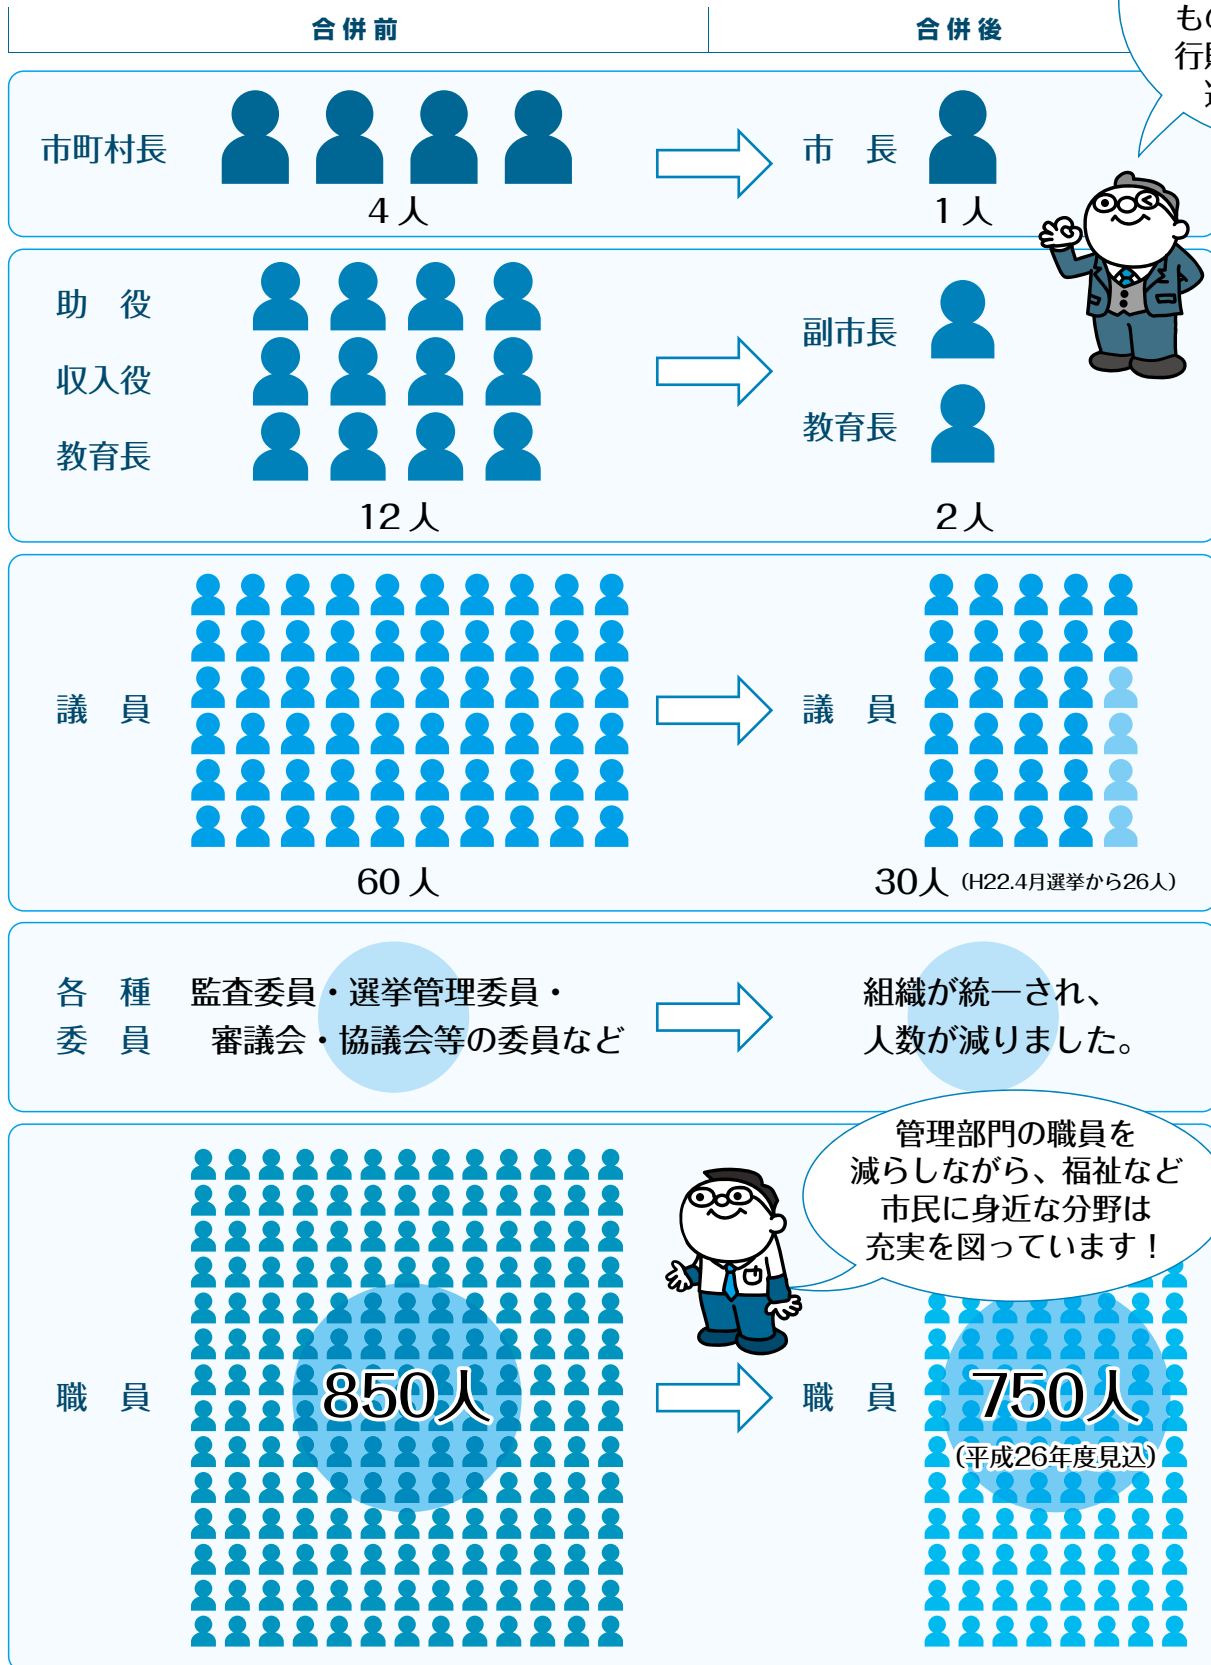 合併前
合併後
も
行
市町村長
4人
市　長
1人
助　役
収入役
教育長
12人
副市長
教育長
2人
議　員
60人
議　員
30人（H22.4月選挙から26人）
各　種
委　員
監査委員・選挙管理委員・
審議会・協議会等の委員など
組織が統一され、
人数が減りました。
管理部門の職員を
減らしながら、福祉など
市民に身近な分野は
充実を図っています！
職　員
850人
職　員
750人
（平成26年度見込）